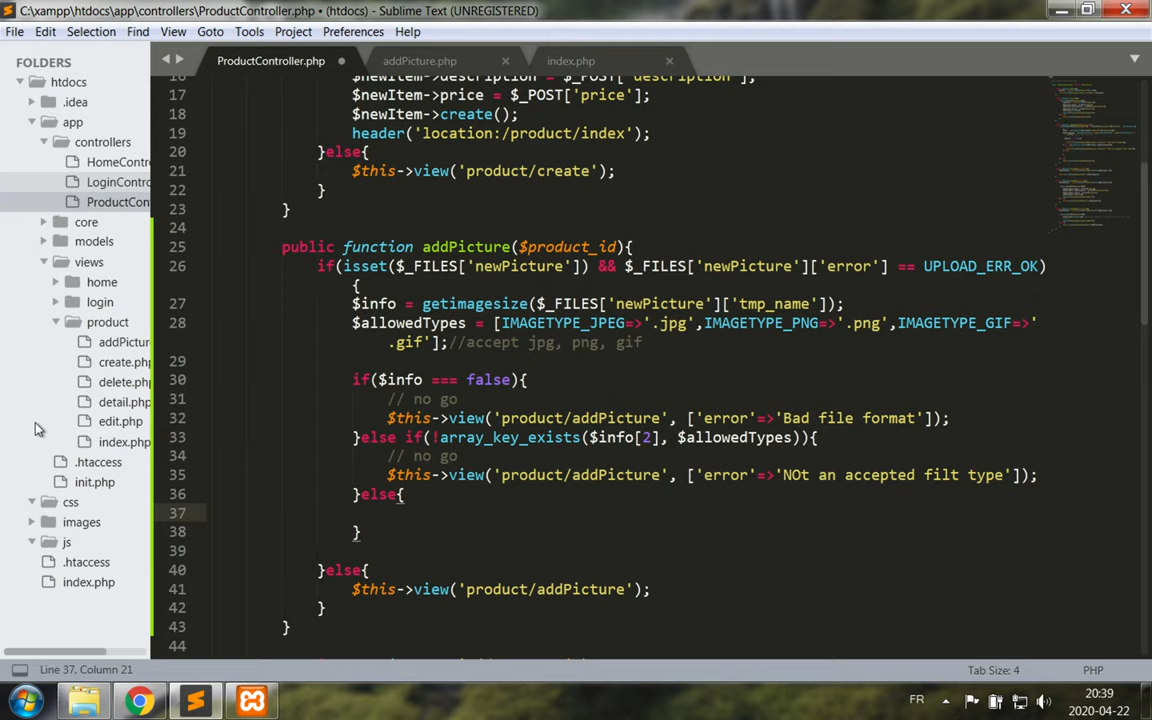 C:\xampp\htdocs\app\controllers\ProductController.php • (htdocs) - Sublime Text (UNREGISTERED)
File Edit Selection Find View Goto Tools Project Preferences Help
FOLDERS
htdocs
.idea
app
controllers
HomeContro
LoginContro
ProductCon
core
models
views
home
login
product
addPictur
create.php
delete.php
detail.php
edit.php
index.php
.htaccess
init.php
css
images
js
.htaccess
index.php
ProductController.php
addPicture.php
index.php
16 $newItem->description = $_POST['description'];
17 $newItem->price = $_POST['price'];
18 $newItem->create();
19 header('location:/product/index');
20 }else{
21 $this->view('product/create');
22 }
23 }
24
25 public function addPicture($product_id){
26 if(isset($_FILES['newPicture']) && $_FILES['newPicture']['error'] == UPLOAD_ERR_OK)
{
27 $info = getimagesize($_FILES['newPicture']['tmp_name']);
28 $allowedTypes = [IMAGETYPE_JPEG=>'.jpg',IMAGETYPE_PNG=>'.png',IMAGETYPE_GIF=>'
.gif'];//accept jpg, png, gif
29
30 if($info === false){
31 // no go
32 $this->view('product/addPicture', ['error'=>'Bad file format']);
33 }else if(!array_key_exists($info[2], $allowedTypes)){
34 // no go
35 $this->view('product/addPicture', ['error'=>'NOt an accepted filt type']);
36 }else{
37
38 }
39
40 }else{
41 $this->view('product/addPicture');
42 }
43 }
44
Line 37, Column 21
Tab Size: 4
PHP
FR
20:39
2020-04-22